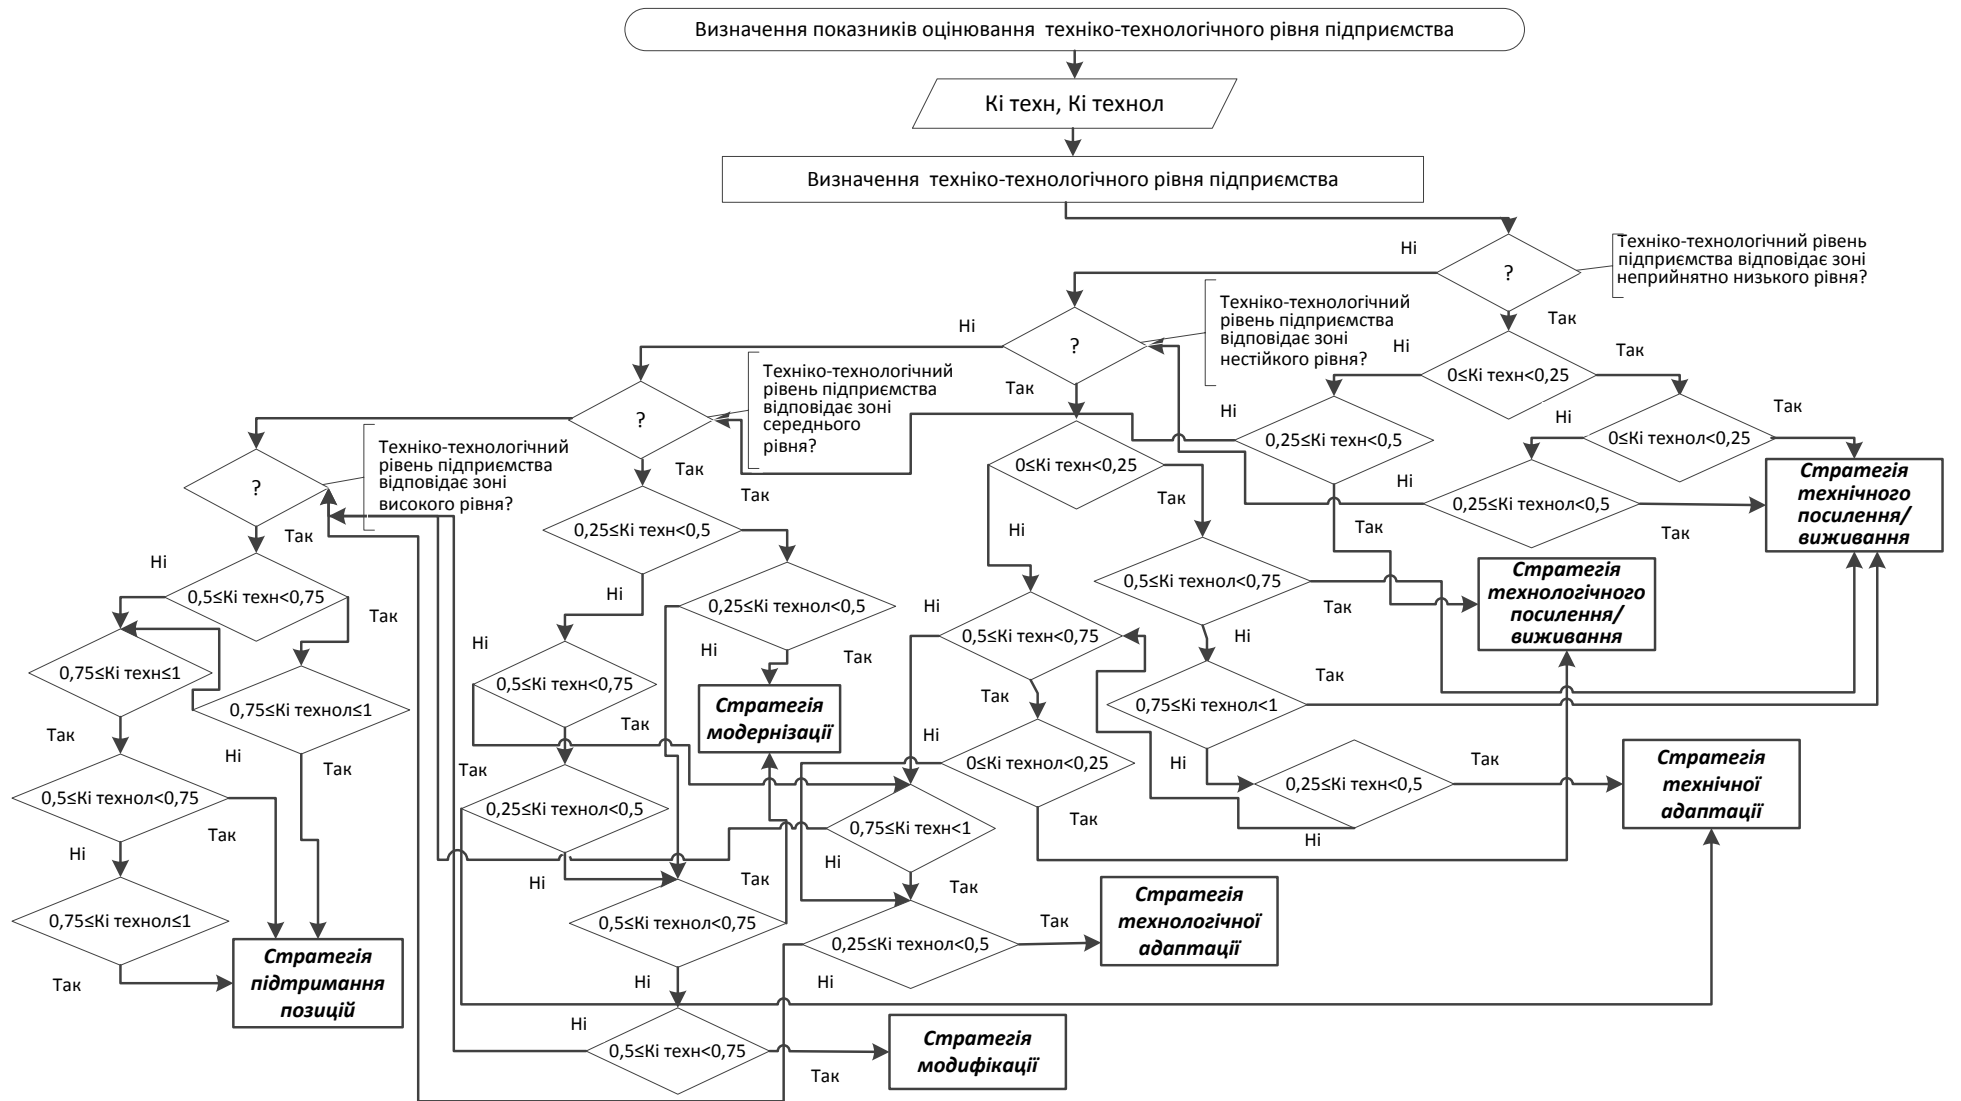 Визначення показників оцінювання техніко-технологічного рівня підприємства
Кі техн, Кі технол
Визначення техніко-технологічного рівня підприємства
Ні
?
Техніко-технологічний рівень
підприємства відповідає зоні
неприйнятно низького рівня?
Так
Ні
?
Техніко-технологічний
рівень підприємства
відповідає зоні
нестійкого рівня?
Ні
Так
0≤Кі техн<0,25
Так
?
Техніко-технологічний
рівень підприємства
відповідає зоні
середнього
рівня?
Так
Ні
0,25≤Кі техн<0,5
Ні
0≤Кі технол<0,25
Так
?
Техніко-технологічний
рівень підприємства
відповідає зоні
високого рівня?
Так
Так
0≤Кі техн<0,25
Так
Ні
0,25≤Кі технол<0,5
Так
Стратегія
технічного
посилення/
виживання
Так
Ні
0,25≤Кі техн<0,5
Ні
Так
0,5≤Кі техн<0,75
Так
Ні
0,25≤Кі технол<0,5
Ні
Так
Ні
0,5≤Кі технол<0,75
Так
Стратегія
технологічного
посилення/
виживання
0,75≤Кі техн≤1
Ні
0,5≤Кі техн<0,75
Так
0,5≤Кі техн<0,75
Ні
0,75≤Кі технол≤1
Стратегія
модернізації
Так
0,75≤Кі технол<1
Так
Так
Ні
Так
Так
0,5≤Кі технол<0,75
Так
0,25≤Кі технол<0,5
Ні
0≤Кі технол<0,25
Так
Ні
0,25≤Кі техн<0,5
Так
Ні
Стратегія
технічної
адаптації
0,75≤Кі техн<1
Ні
Так
Ні
0,75≤Кі технол≤1
Ні
Так
0,5≤Кі технол<0,75
Ні
0,25≤Кі технол<0,5
Так
Ні
Стратегія
технологічної
адаптації
Так
Стратегія
підтримання
позицій
Ні
0,5≤Кі техн<0,75
Так
Стратегія
модифікації